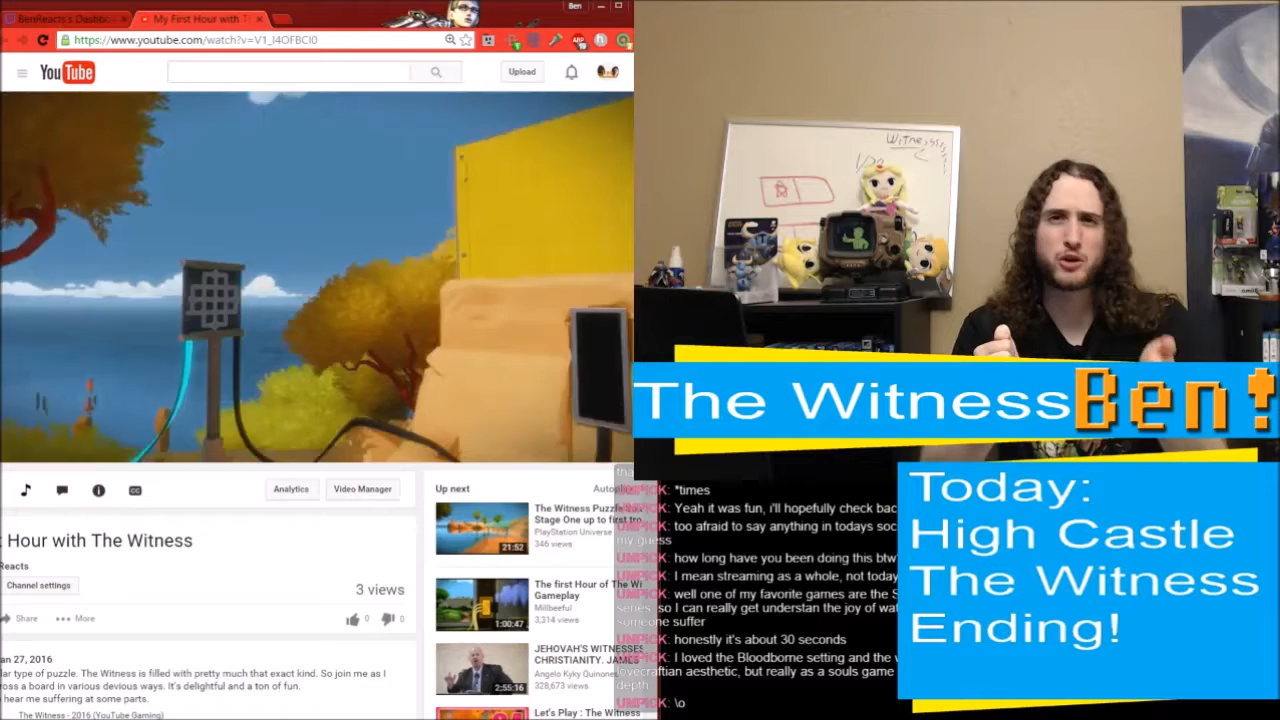 BenReacts's Dashbo
My First Hour with T
Ben
https://www.youtube.com/watch?v=V1_I4OFBCI0
YouTube
Upload
WITNESS
The Witness Ben!
Today:
High Castle
The Witness
Ending!
Analytics
Video Manager
Hour with The Witness
Reacts
Channel settings
3 views
Share
More
0
0
an 27, 2016
lar type of puzzle. The Witness is filled with pretty much that exact kind. So join me as I
ross a board in various devious ways. It's delightful and a ton of fun.
hear me suffering at some parts.
The Witness - 2016 (YouTube Gaming)
Up next
Autopl
The Witness Puzzle
Stage One up to first tro
PlayStation Universe
346 views
21:52
The first Hour of The Wi
Gameplay
Millbeeful
3,314 views
1:00:47
JEHOVAH'S WITNESSES
CHRISTIANITY. JAMES
Angelo Kyky Quinones
328,673 views
2:55:16
Let's Play : The Witness
tha
UMPICK: *times
UMPICK: Yeah it was fun, i'll hopefully check bac
UMPICK: too afraid to say anything in todays soc
my guess
UMPICK: how long have you been doing this btw
UMPICK: I mean streaming as a whole, not today
UMPICK: well one of my favorite games are the S
series, so I can really get understan the joy of wat
someone suffer
UMPICK: honestly it's about 30 seconds
UMPICK: I loved the Bloodborne setting and the
lovecraftian aesthetic, but really as a souls game
depth
UMPICK: \o